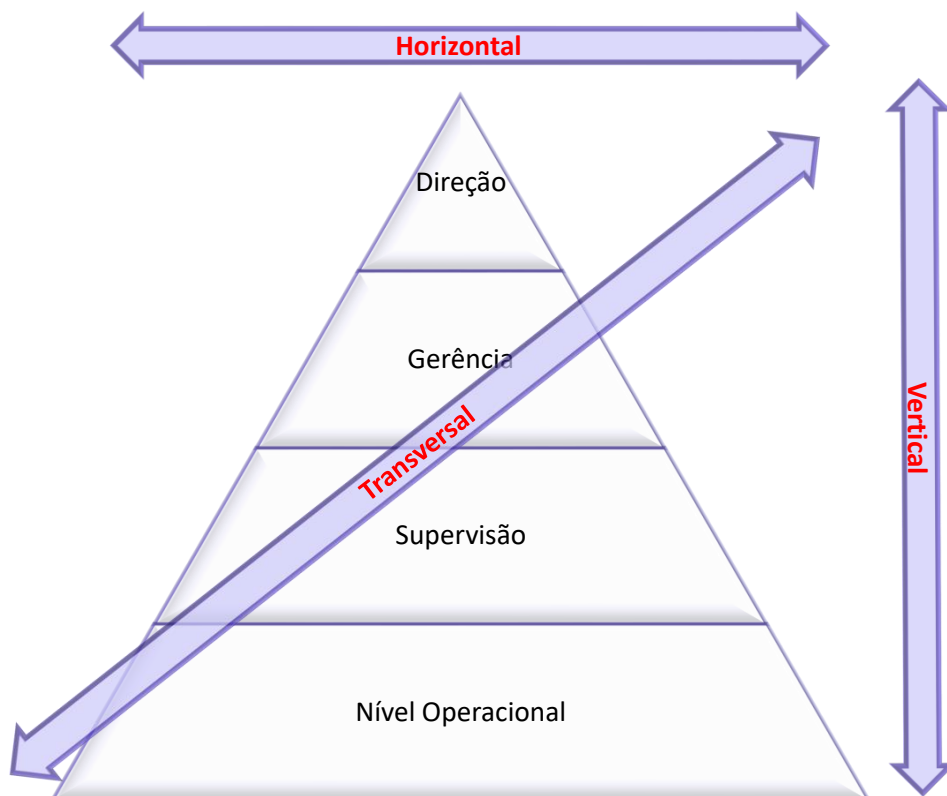 Horizontal
Direção
Gerência
Transversal
Vertical
Supervisão
Nível Operacional